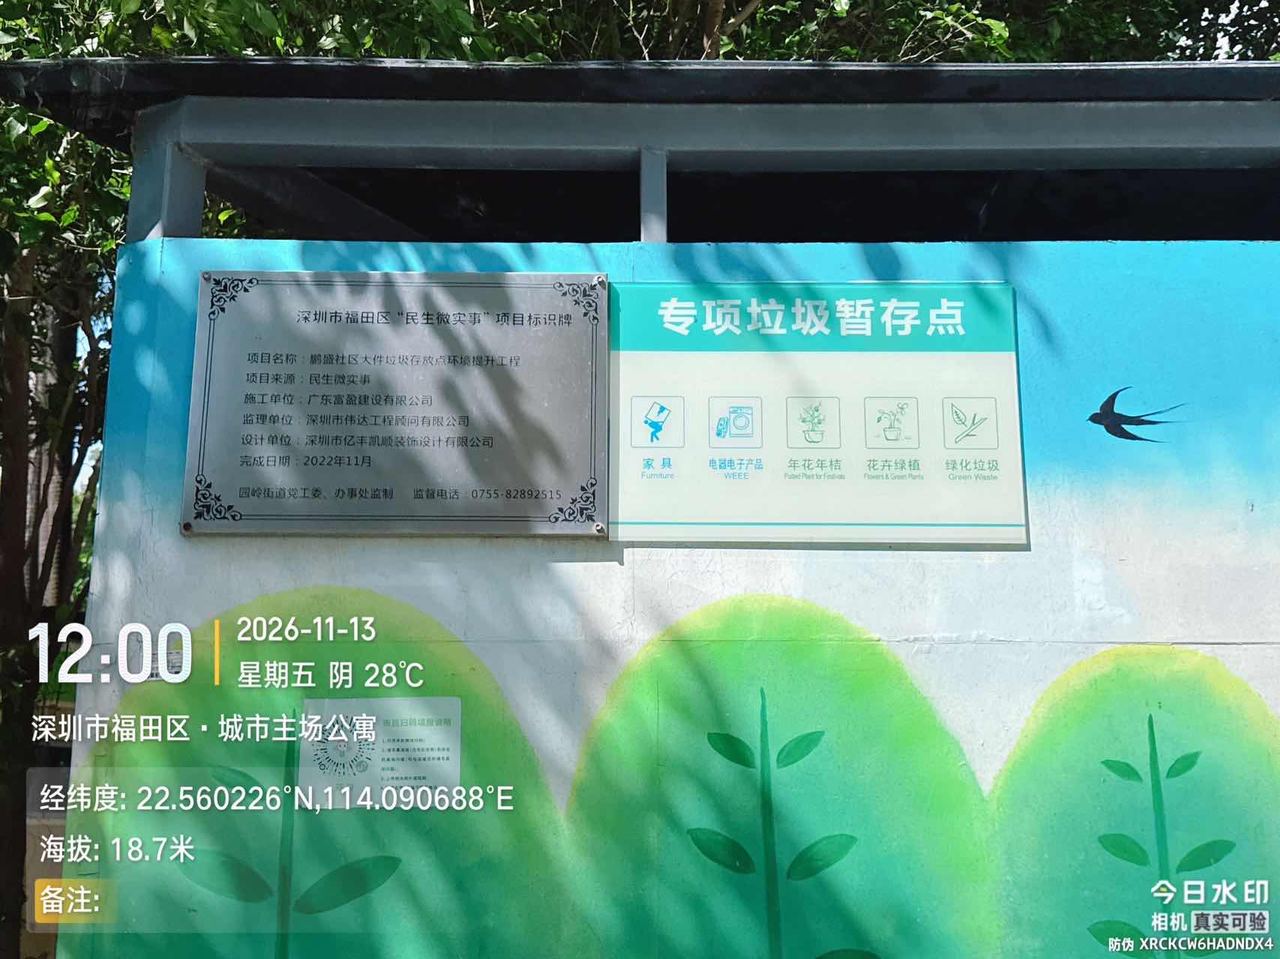 深圳市福田区“民生微实事”项目标识牌
项目名称：鹏盛社区大件垃圾存放点环境提升工程
项目来源：民生微实事
施工单位：广东富盈建设有限公司
监理单位：深圳市伟达工程顾问有限公司
设计单位：深圳市亿丰凯顺装饰设计有限公司
完成日期：2022年11月
园岭街道党工委、办事处监制 监督电话：0755-82892515
专项垃圾暂存点
家具
Furniture
电器电子产品
WEEE
年花年桔
Potted Plant for Festivals
花卉绿植
Flowers & Green Plants
绿化垃圾
Green Waste
12:00
2026-11-13
星期五 阴 28℃
深圳市福田区·城市主场公寓
经纬度: 22.560226°N,114.090688°E
海拔: 18.7米
备注:
今日水印
相机 真实可验
防伪 XRCKCW6HADNDX4